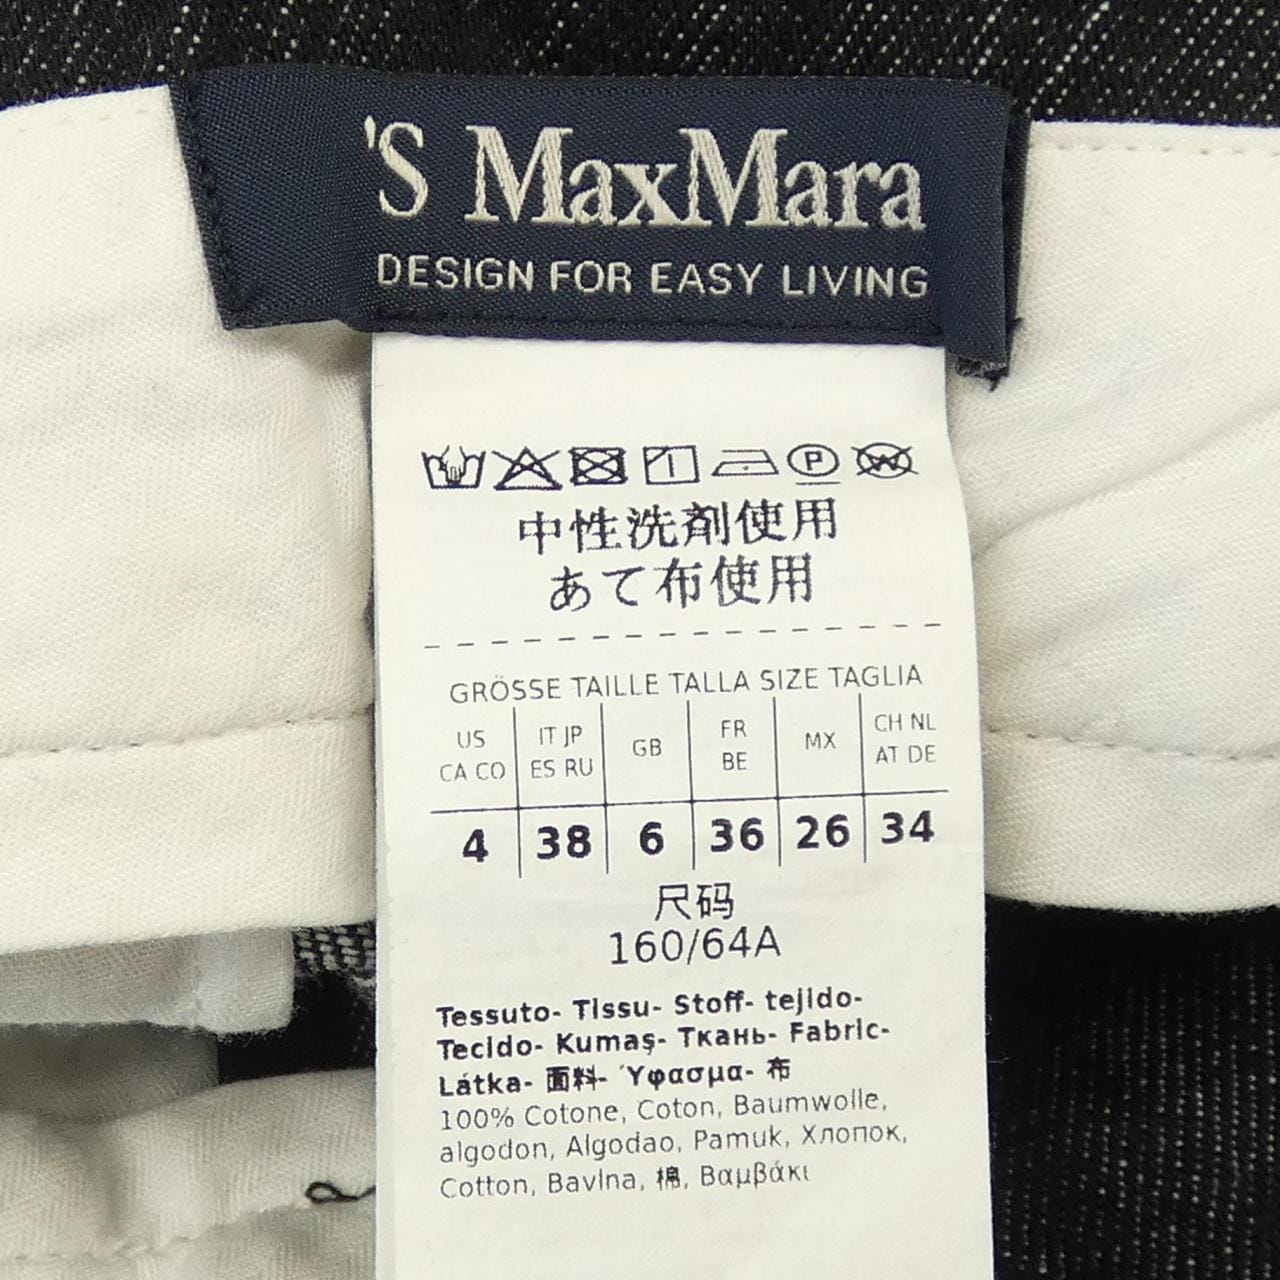 'S MaxMara
DESIGN FOR EASY LIVING
P W
中性洗剤使用
あて布使用
GRÖSSE TAILLE TALLA SIZE TAGLIA
US CA CO IT JP ES RU GB FR BE MX CH NL AT DE
4 38 6 36 26 34
尺码
160/64A
Tessuto- Tissu- Stoff- tejido-
Tecido- Kumaş- Ткань- Fabric-
Látka- 面料- Ύφασμα- 布
100% Cotone, Coton, Baumwolle,
algodon, Algodao, Pamuk, Хлопок,
Cotton, Bavlna, 棉, Βαμβάκι